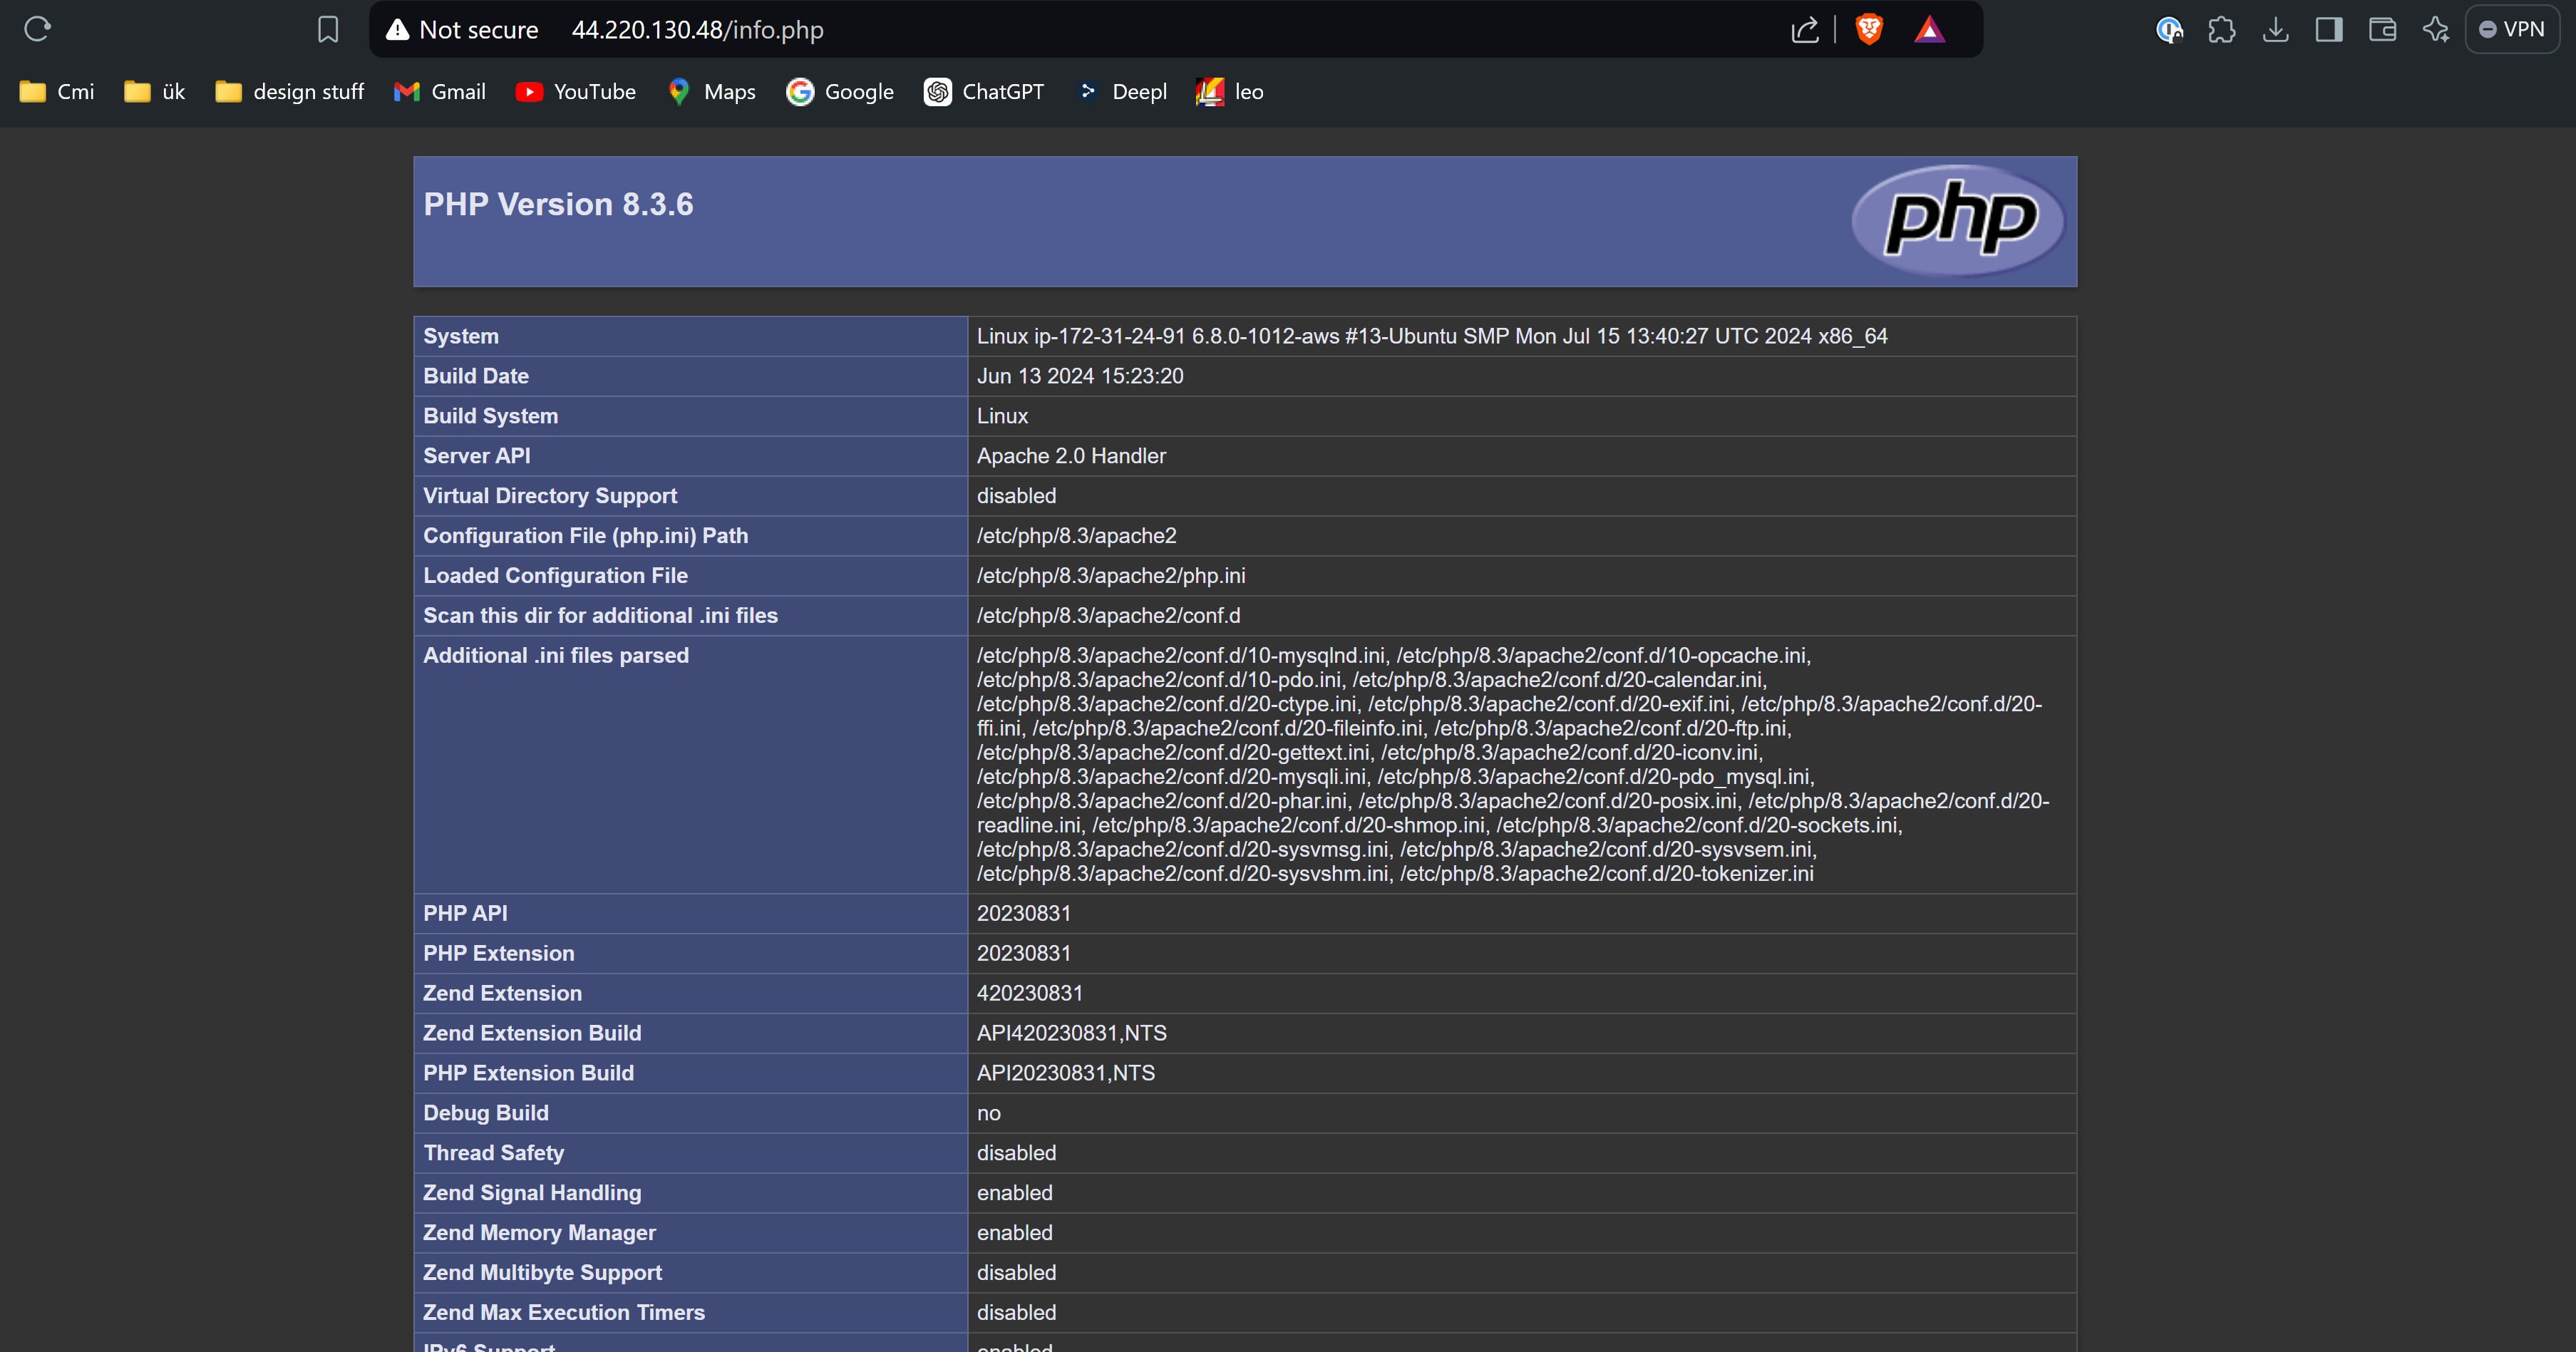 Not secure 44.220.130.48/info.php
VPN
Cmi ük design stuff Gmail YouTube Maps Google ChatGPT Deepl leo
PHP Version 8.3.6
php
System Linux ip-172-31-24-91 6.8.0-1012-aws #13-Ubuntu SMP Mon Jul 15 13:40:27 UTC 2024 x86_64
Build Date Jun 13 2024 15:23:20
Build System Linux
Server API Apache 2.0 Handler
Virtual Directory Support disabled
Configuration File (php.ini) Path /etc/php/8.3/apache2
Loaded Configuration File /etc/php/8.3/apache2/php.ini
Scan this dir for additional .ini files /etc/php/8.3/apache2/conf.d
Additional .ini files parsed /etc/php/8.3/apache2/conf.d/10-mysqlnd.ini, /etc/php/8.3/apache2/conf.d/10-opcache.ini,
/etc/php/8.3/apache2/conf.d/10-pdo.ini, /etc/php/8.3/apache2/conf.d/20-calendar.ini,
/etc/php/8.3/apache2/conf.d/20-ctype.ini, /etc/php/8.3/apache2/conf.d/20-exif.ini, /etc/php/8.3/apache2/conf.d/20-
ffi.ini, /etc/php/8.3/apache2/conf.d/20-fileinfo.ini, /etc/php/8.3/apache2/conf.d/20-ftp.ini,
/etc/php/8.3/apache2/conf.d/20-gettext.ini, /etc/php/8.3/apache2/conf.d/20-iconv.ini,
/etc/php/8.3/apache2/conf.d/20-mysqli.ini, /etc/php/8.3/apache2/conf.d/20-pdo_mysql.ini,
/etc/php/8.3/apache2/conf.d/20-phar.ini, /etc/php/8.3/apache2/conf.d/20-posix.ini, /etc/php/8.3/apache2/conf.d/20-
readline.ini, /etc/php/8.3/apache2/conf.d/20-shmop.ini, /etc/php/8.3/apache2/conf.d/20-sockets.ini,
/etc/php/8.3/apache2/conf.d/20-sysvmsg.ini, /etc/php/8.3/apache2/conf.d/20-sysvsem.ini,
/etc/php/8.3/apache2/conf.d/20-sysvshm.ini, /etc/php/8.3/apache2/conf.d/20-tokenizer.ini
PHP API 20230831
PHP Extension 20230831
Zend Extension 420230831
Zend Extension Build API420230831,NTS
PHP Extension Build API20230831,NTS
Debug Build no
Thread Safety disabled
Zend Signal Handling enabled
Zend Memory Manager enabled
Zend Multibyte Support disabled
Zend Max Execution Timers disabled
IPv6 Support enabled